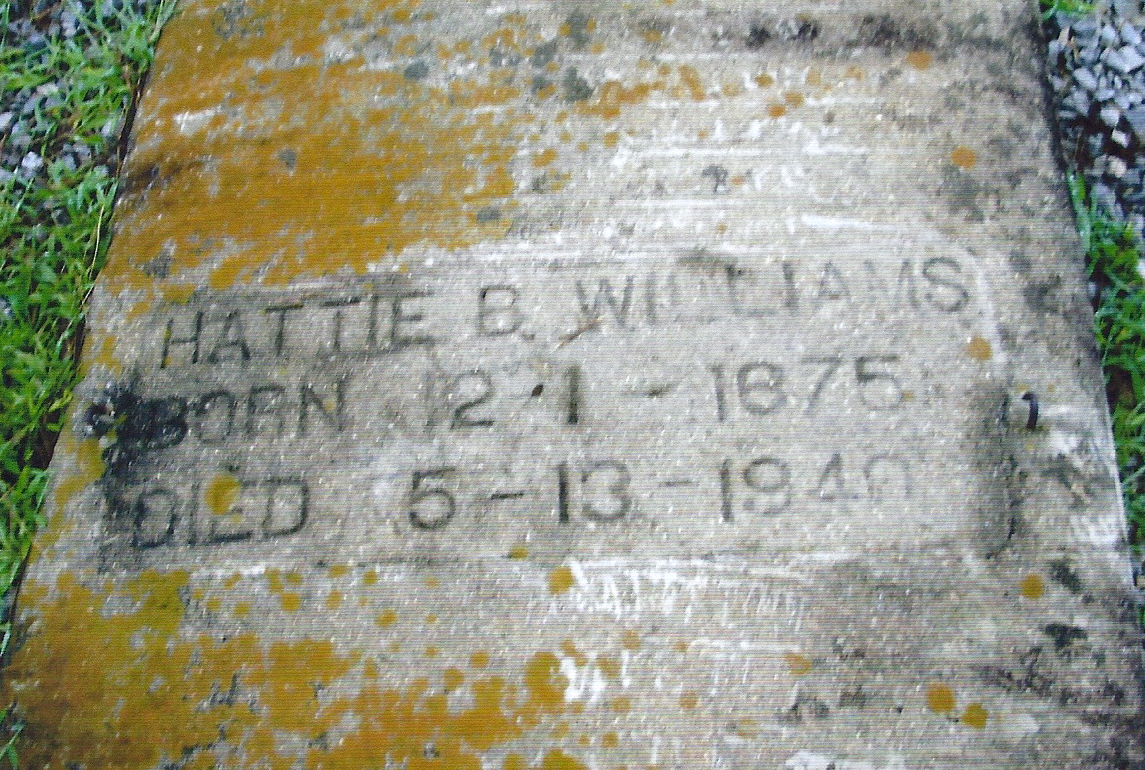 HATTIE B. WILLIAMS
BORN 12-1-1875
DIED 5-13-1940